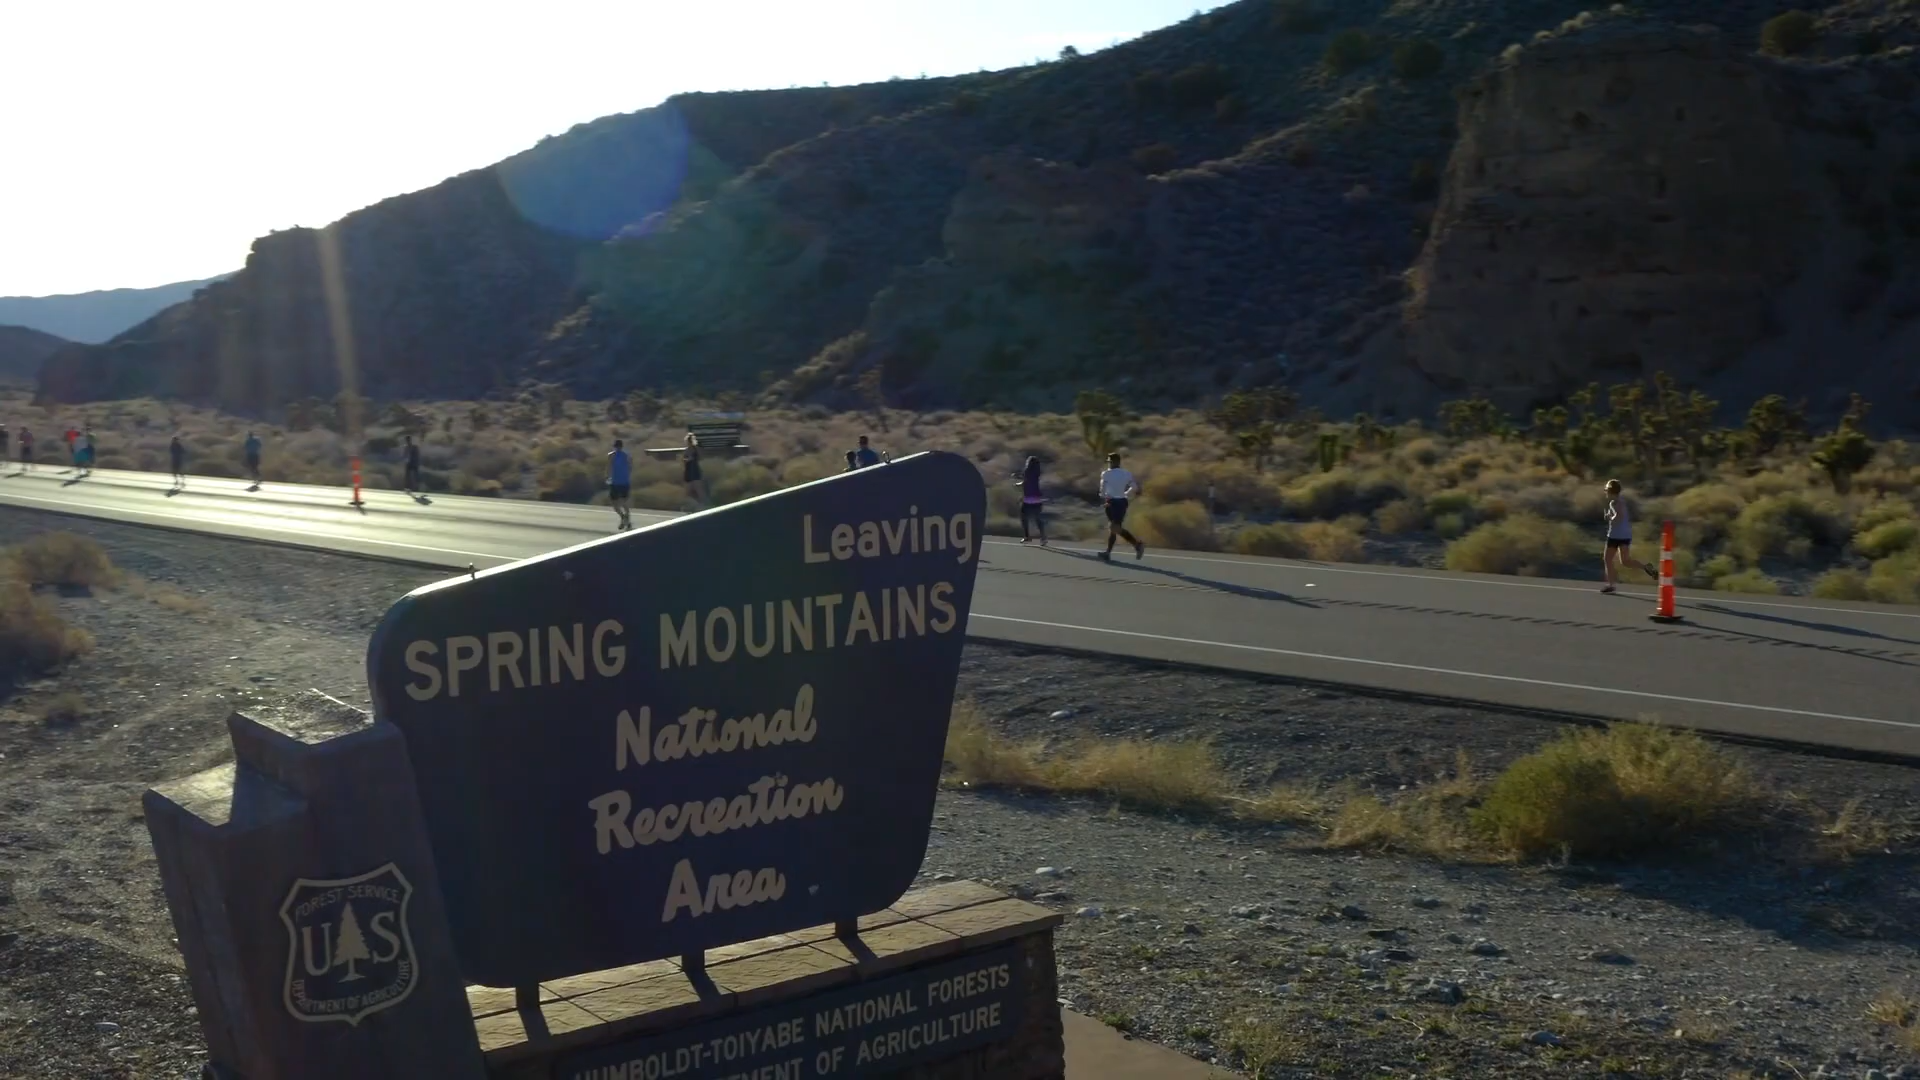 Leaving
SPRING MOUNTAINS
National
Recreation
Area
FOREST SERVICE
U S
DEPARTMENT OF AGRICULTURE
HUMBOLDT-TOIYABE NATIONAL FORESTS
OF AGRICULTURE